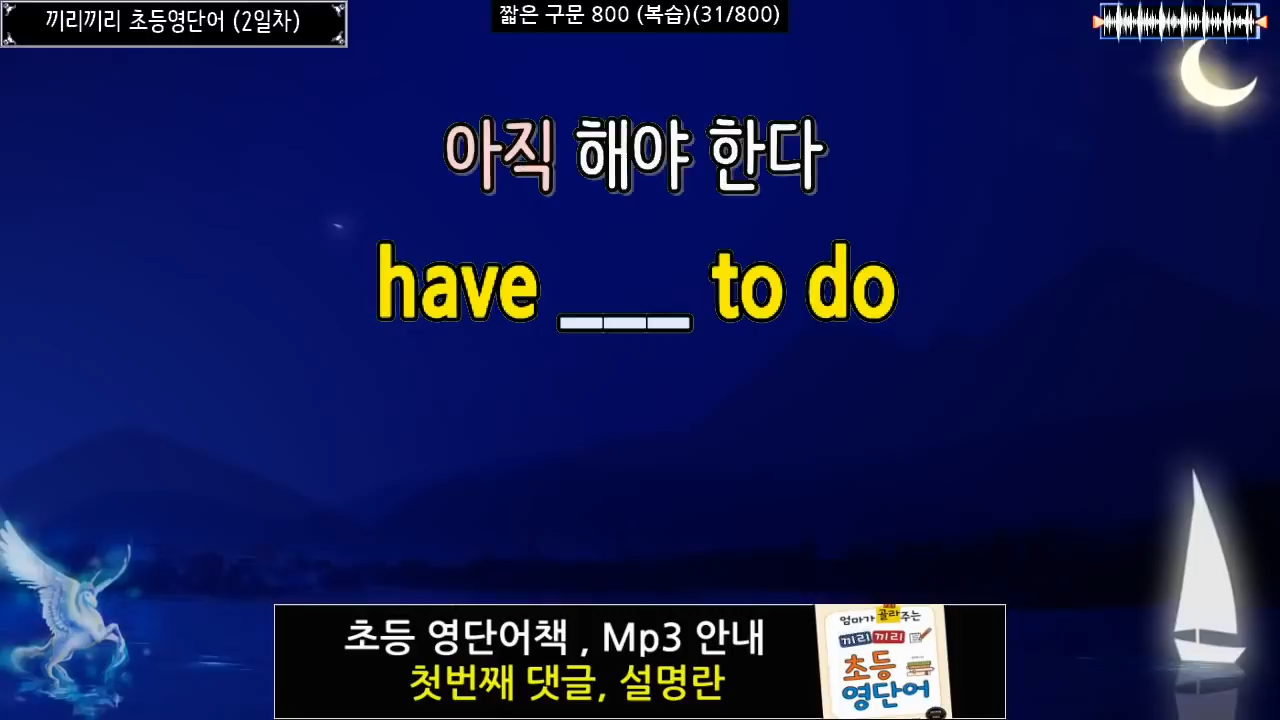 끼리끼리 초등영단어 (2일차)
짧은 구문 800 (복습)(31/800)
아직 해야 한다
have ___ to do
초등 영단어책 , Mp3 안내
첫번째 댓글, 설명란
엄마가 골라주는
끼리끼리
초등
영단어